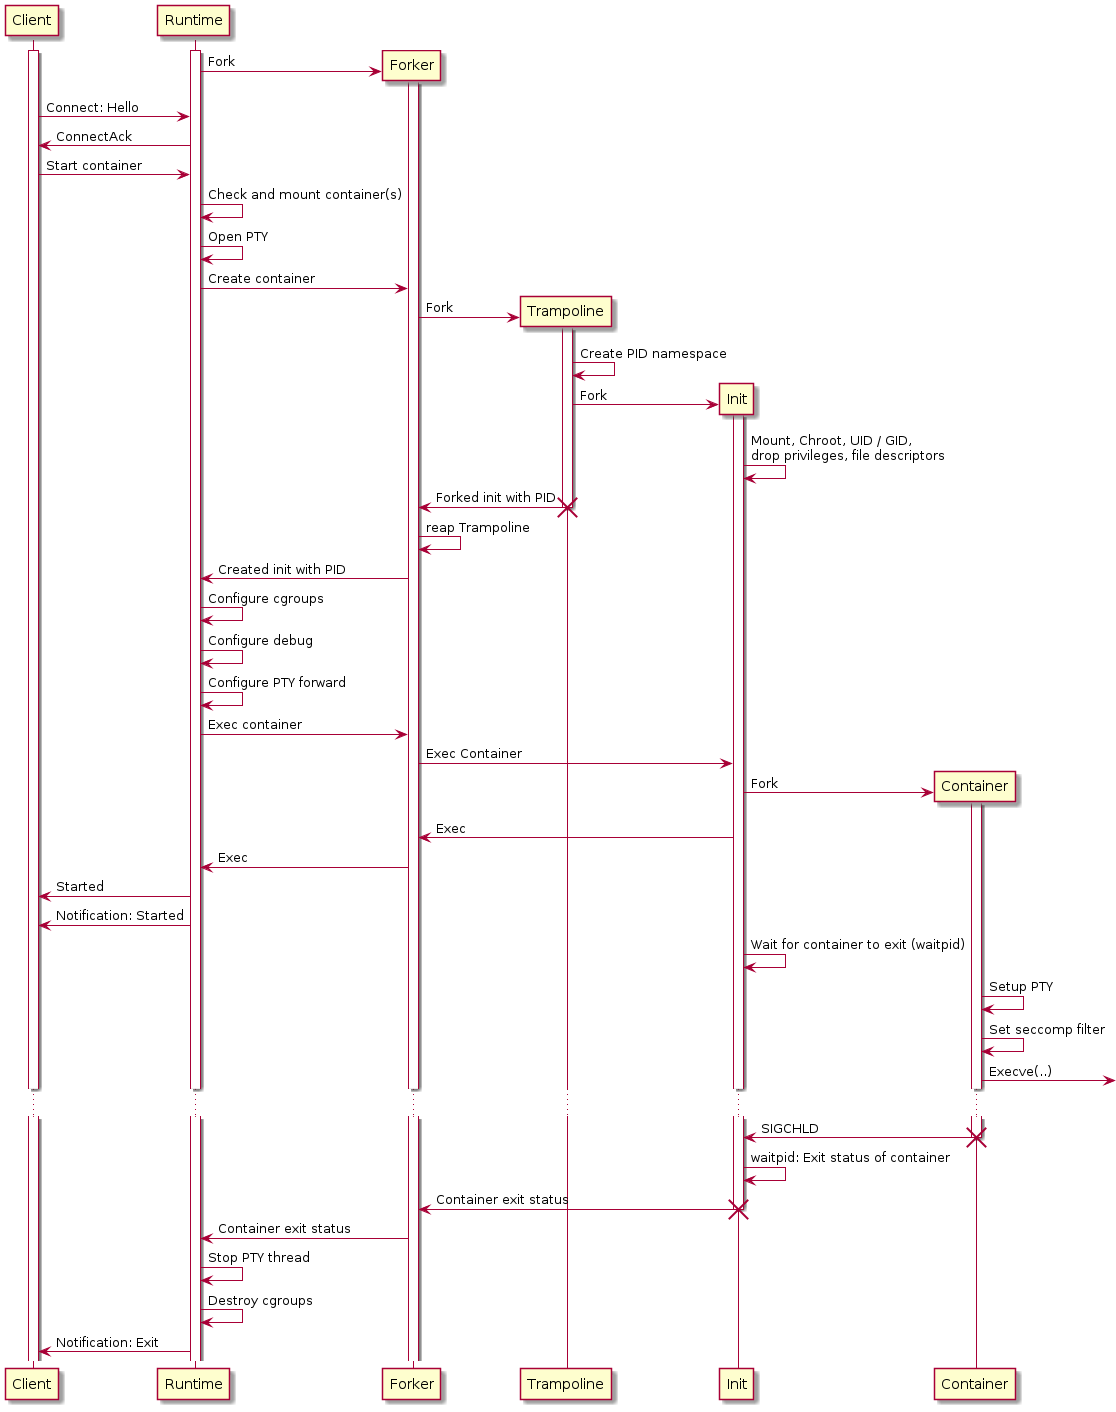 Client
Runtime
Fork
Forker
Connect: Hello
ConnectAck
Start container
Check and mount container(s)
Open PTY
Create container
Fork
Trampoline
Create PID namespace
Fork
Init
Mount, Chroot, UID / GID,
drop privileges, file descriptors
Forked init with PID
reap Trampoline
Created init with PID
Configure cgroups
Configure debug
Configure PTY forward
Exec container
Exec Container
Fork
Container
Exec
Exec
Started
Notification: Started
Wait for container to exit (waitpid)
Setup PTY
Set seccomp filter
Execve(..)
SIGCHLD
waitpid: Exit status of container
Container exit status
Container exit status
Stop PTY thread
Destroy cgroups
Notification: Exit
Client
Runtime
Forker
Trampoline
Init
Container